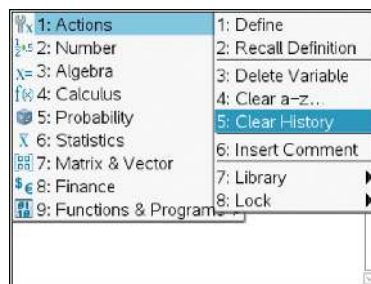 1: Actions
2: Number
3: Algebra
4: Calculus
5: Probability
6: Statistics
7: Matrix & Vector
8: Finance
9: Functions & Program
1: Define
2: Recall Definition
3: Delete Variable
4: Clear a-z...
5: Clear History
6: Insert Comment
7: Library
8: Lock